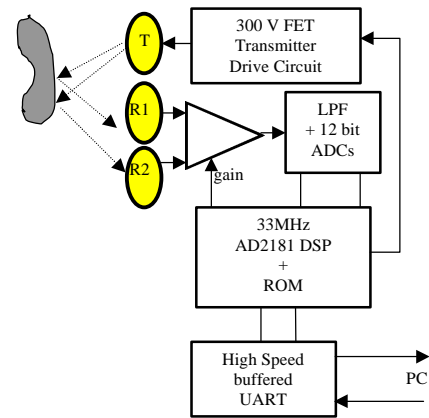 T
300 V FET
Transmitter
Drive Circuit
R1
R2
gain
LPF
+ 12 bit
ADCs
33MHz
AD2181 DSP
+
ROM
High Speed
buffered
UART
PC